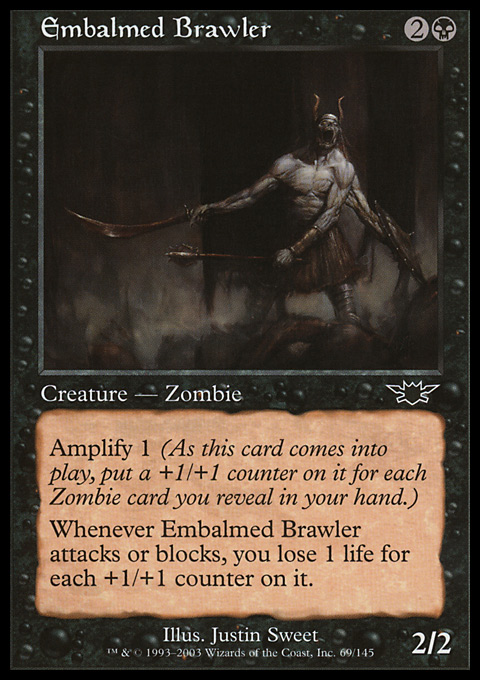 Embalmed Brawler 2
Creature — Zombie
Amplify 1 (As this card comes into
play, put a +1/+1 counter on it for each
Zombie card you reveal in your hand.)
Whenever Embalmed Brawler
attacks or blocks, you lose 1 life for
each +1/+1 counter on it.
Illus. Justin Sweet
™ & © 1993–2003 Wizards of the Coast, Inc. 69/145
2/2